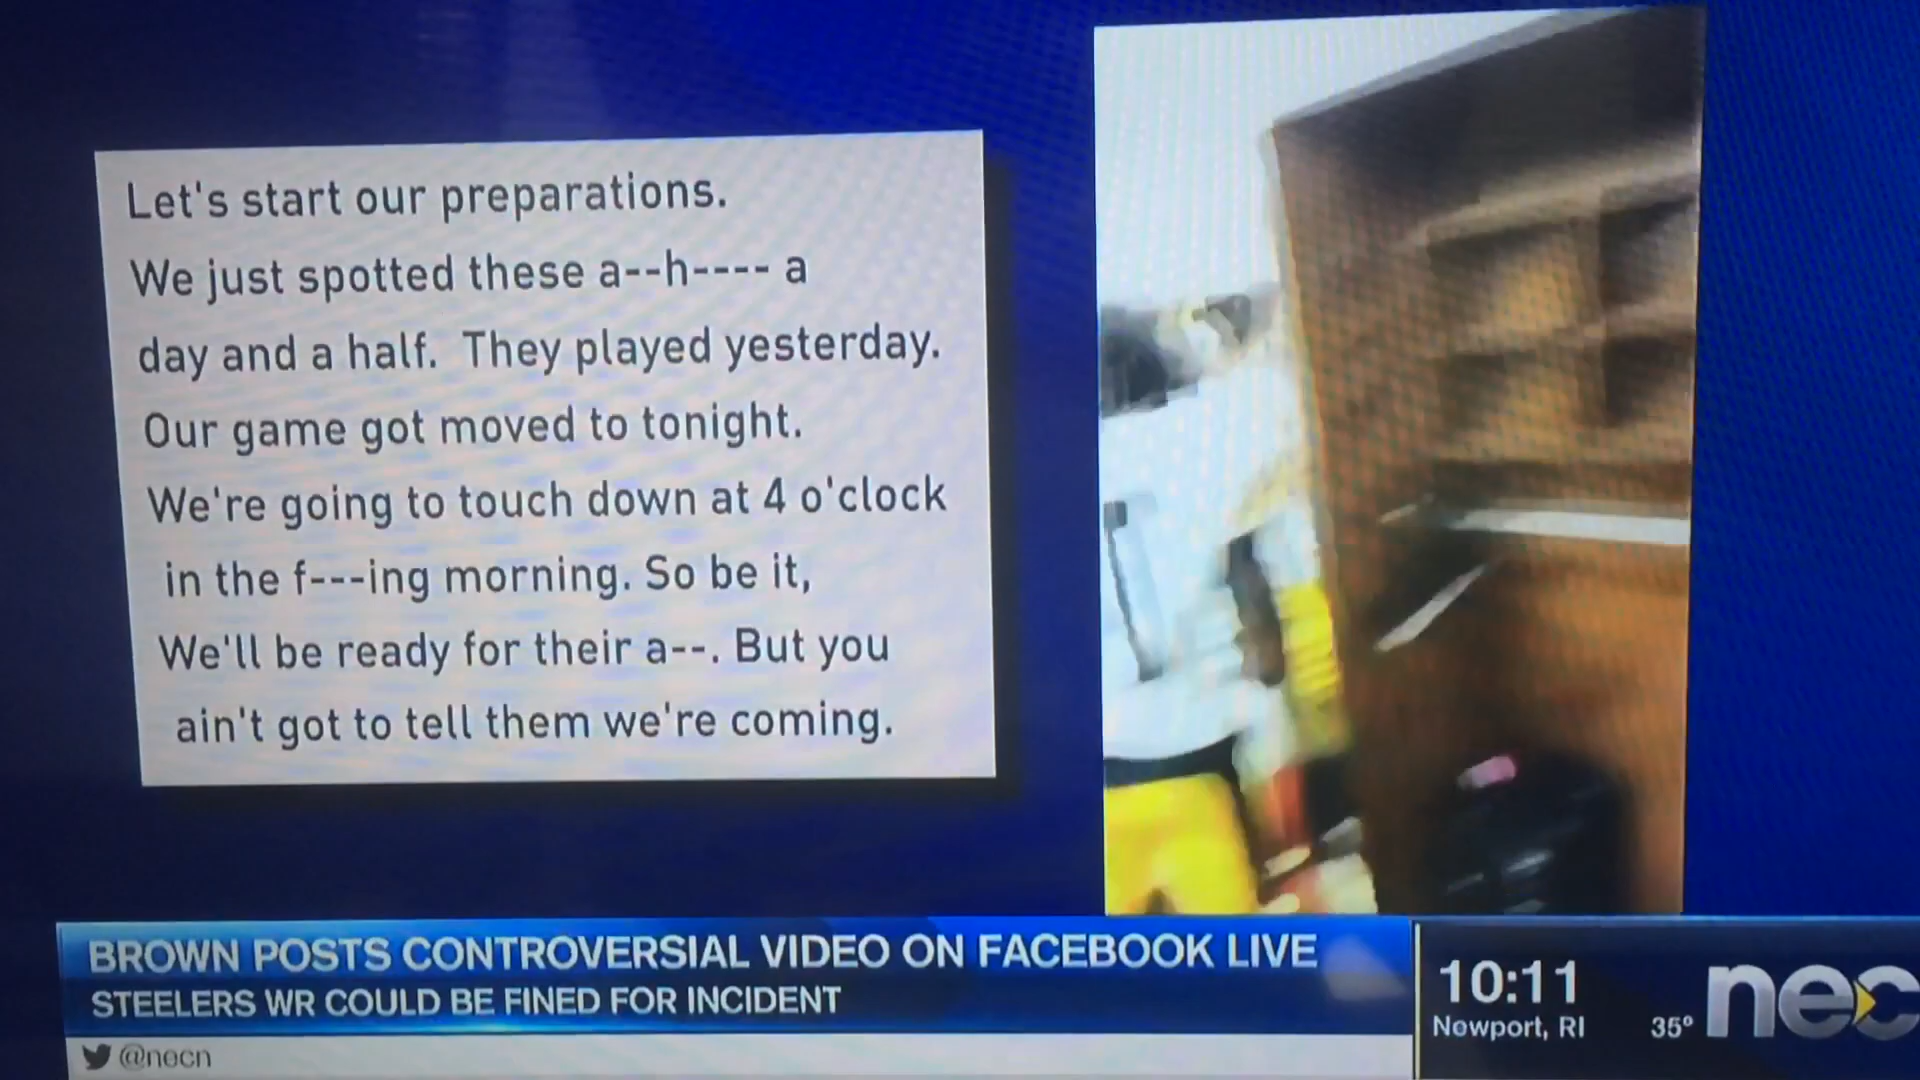 Let's start our preparations.
We just spotted these a--h---- a
day and a half. They played yesterday.
Our game got moved to tonight.
We're going to touch down at 4 o'clock
in the f---ing morning. So be it,
We'll be ready for their a--. But you
ain't got to tell them we're coming.
BROWN POSTS CONTROVERSIAL VIDEO ON FACEBOOK LIVE
STEELERS WR COULD BE FINED FOR INCIDENT
@necn
10:11
Newport, RI 35°
nec